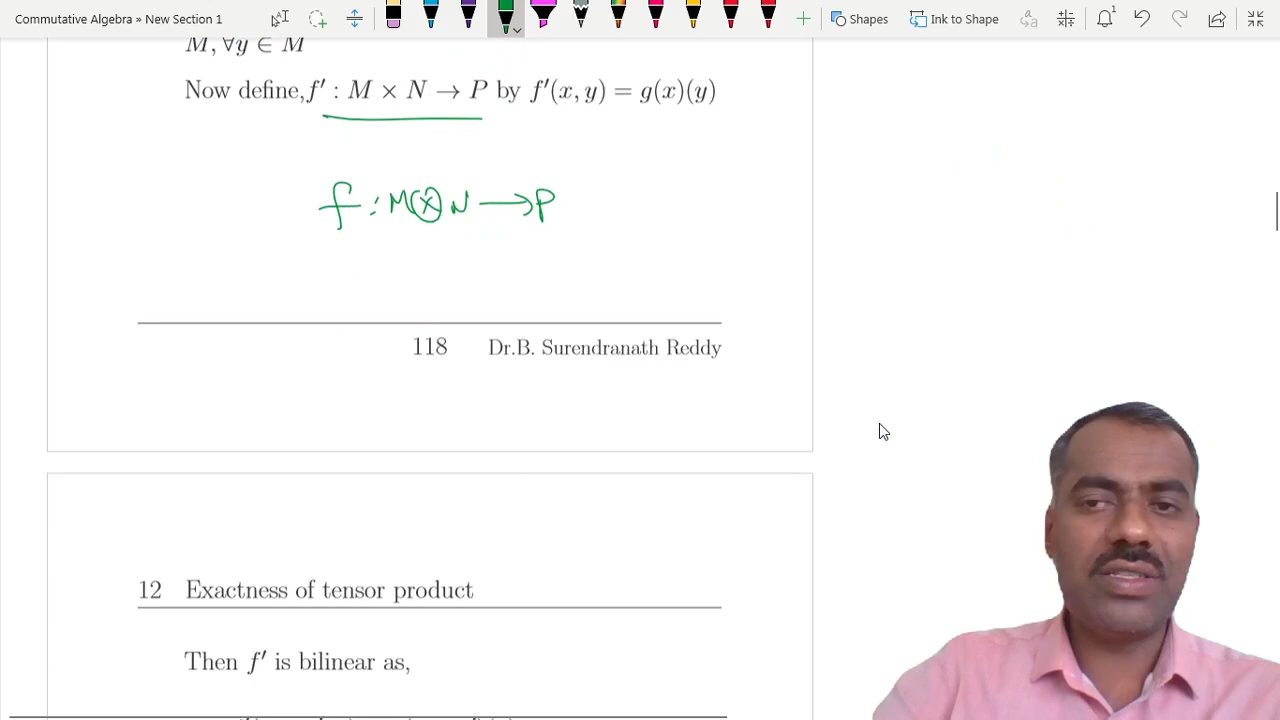 Commutative Algebra » New Section 1
Shapes
Ink to Shape
1
M, ∀y ∈ M
Now define,f′ : M × N → P by f′(x, y) = g(x)(y)
f : M⊗N → P
118 Dr.B. Surendranath Reddy
12 Exactness of tensor product
Then f′ is bilinear as,